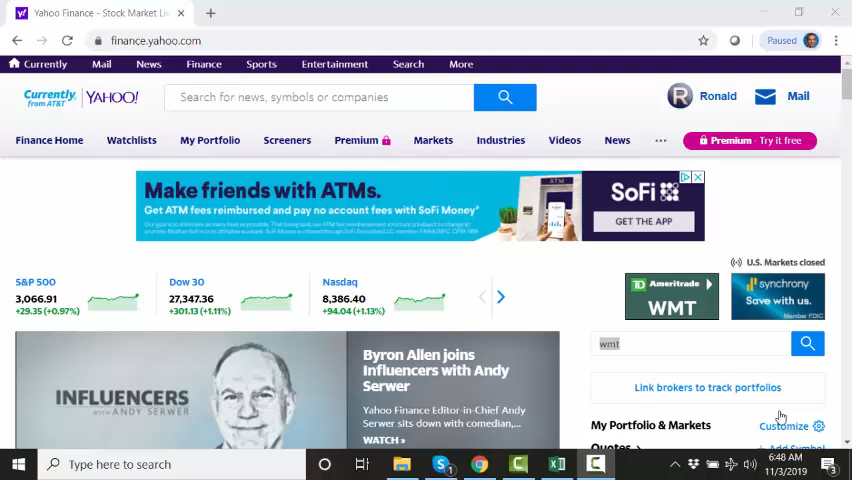 Yahoo Finance - Stock Market Li
finance.yahoo.com
Paused
Currently Mail News Finance Sports Entertainment Search More
Currently
from AT&T
YAHOO!
Search for news, symbols or companies
R Ronald Mail
Finance Home Watchlists My Portfolio Screeners Premium Markets Industries Videos News ... Premium - Try it free
Make friends with ATMs.
Get ATM fees reimbursed and pay no account fees with SoFi Money*
ATM
SoFi
GET THE APP
U.S. Markets closed
S&P 500 Dow 30 Nasdaq
3,066.91 27,347.36 8,386.40
+29.35 (+0.97%) +301.13 (+1.11%) +94.04 (+1.13%)
TD Ameritrade
WMT
synchrony
Save with us.
Member FDIC
wmt
Link brokers to track portfolios
INFLUENCERS
WITH ANDY SERWER
Byron Allen joins
Influencers with Andy
Serwer
Yahoo Finance Editor-in-Chief Andy
Serwer sits down with comedian,...
WATCH »
My Portfolio & Markets Customize
Quotes > + Add Symbol
Type here to search
1
6:48 AM
11/3/2019
3